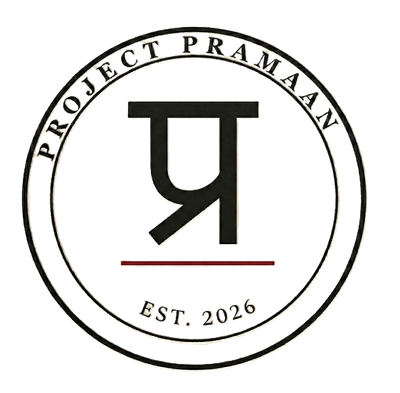 PROJECT PRAMAAN
प्र
EST. 2026